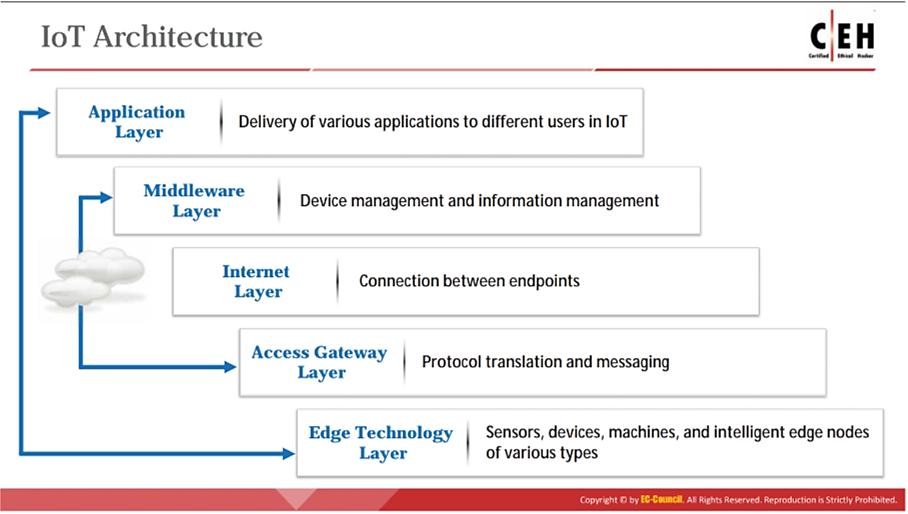 IoT Architecture
C|EH
Certified Ethical Hacker
Application
Layer
Delivery of various applications to different users in IoT
Middleware
Layer
Device management and information management
Internet
Layer
Connection between endpoints
Access Gateway
Layer
Protocol translation and messaging
Edge Technology
Layer
Sensors, devices, machines, and intelligent edge nodes
of various types
Copyright © by EC-Council. All Rights Reserved. Reproduction is Strictly Prohibited.